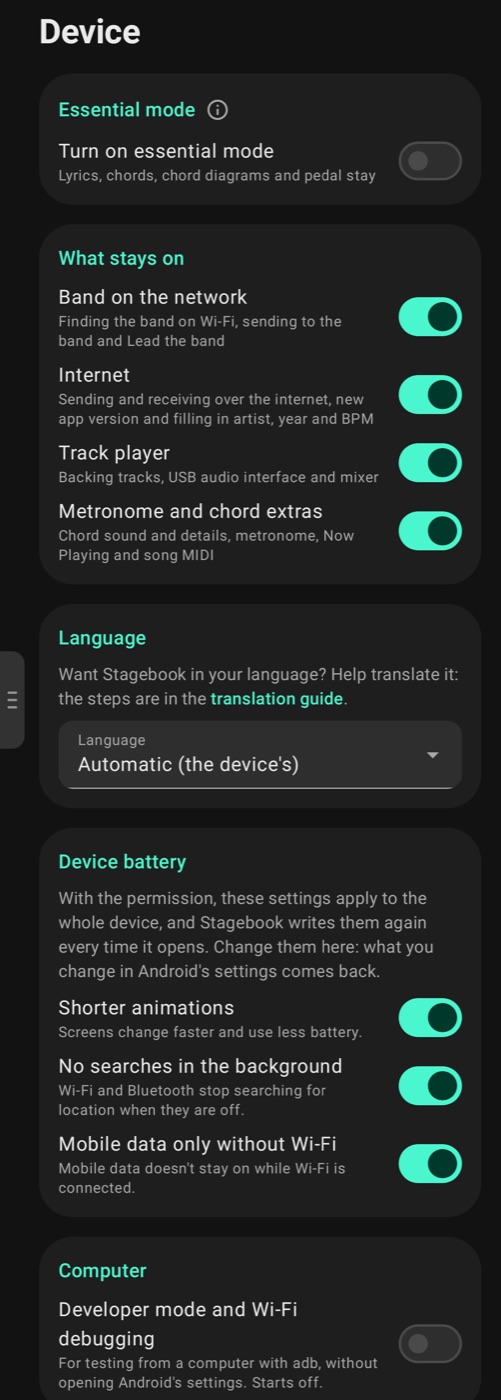 Device
Essential mode
Turn on essential mode
Lyrics, chords, chord diagrams and pedal stay
What stays on
Band on the network
Finding the band on Wi-Fi, sending to the
band and Lead the band
Internet
Sending and receiving over the internet, new
app version and filling in artist, year and BPM
Track player
Backing tracks, USB audio interface and mixer
Metronome and chord extras
Chord sound and details, metronome, Now
Playing and song MIDI
Language
Want Stagebook in your language? Help translate it:
the steps are in the translation guide.
Language
Automatic (the device's)
Device battery
With the permission, these settings apply to the
whole device, and Stagebook writes them again
every time it opens. Change them here: what you
change in Android's settings comes back.
Shorter animations
Screens change faster and use less battery.
No searches in the background
Wi-Fi and Bluetooth stop searching for
location when they are off.
Mobile data only without Wi-Fi
Mobile data doesn't stay on while Wi-Fi is
connected.
Computer
Developer mode and Wi-Fi
debugging
For testing from a computer with adb, without
opening Android's settings. Starts off.